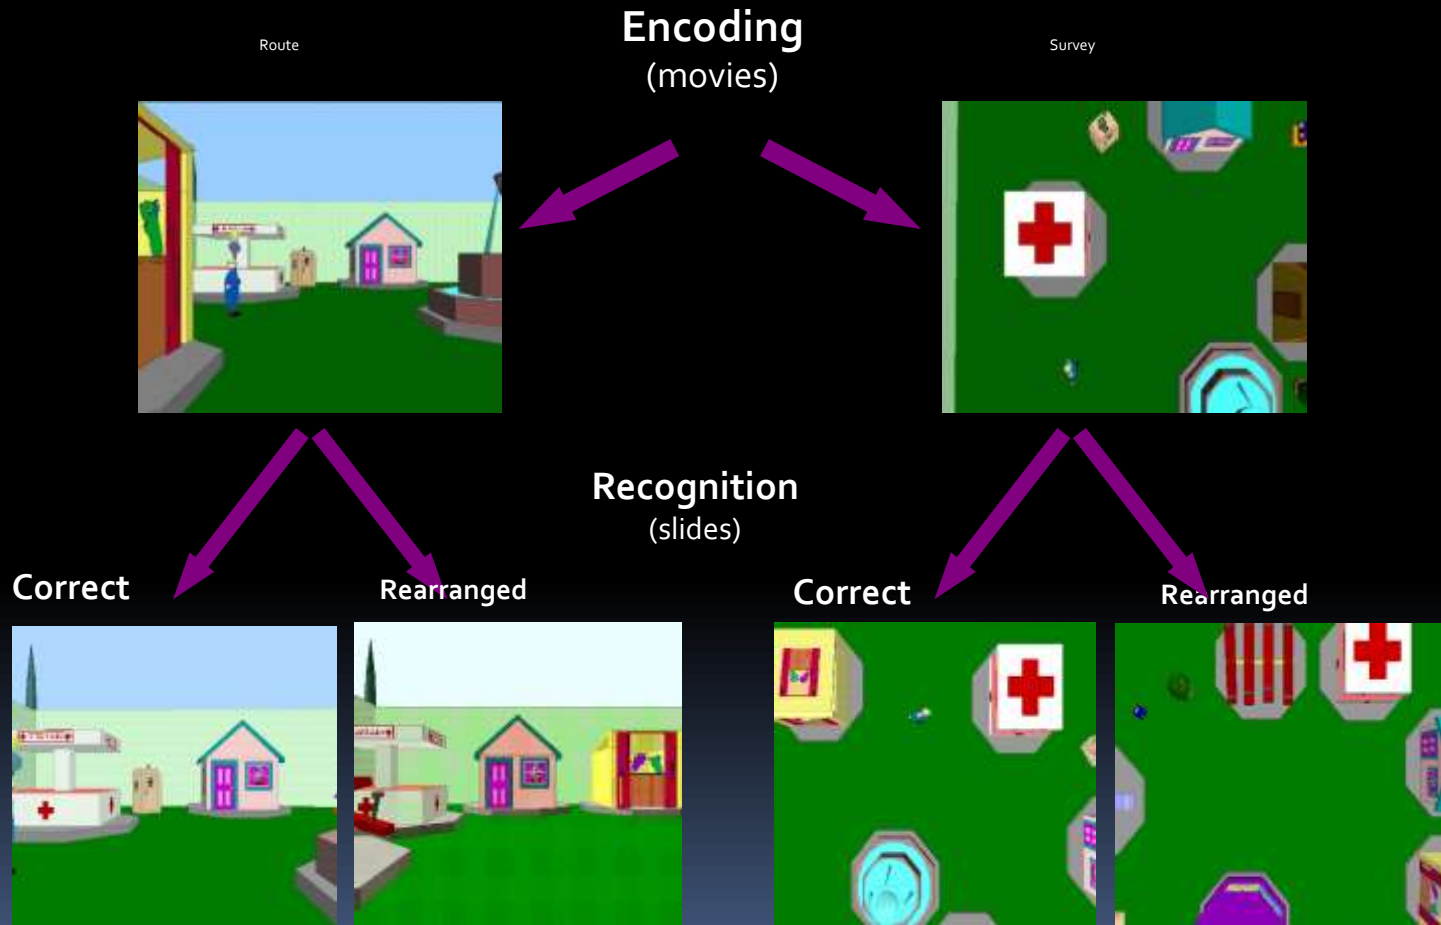 Encoding
(movies)
Route
Survey
Recognition
(slides)
Correct
Rearranged
Correct
Rearranged